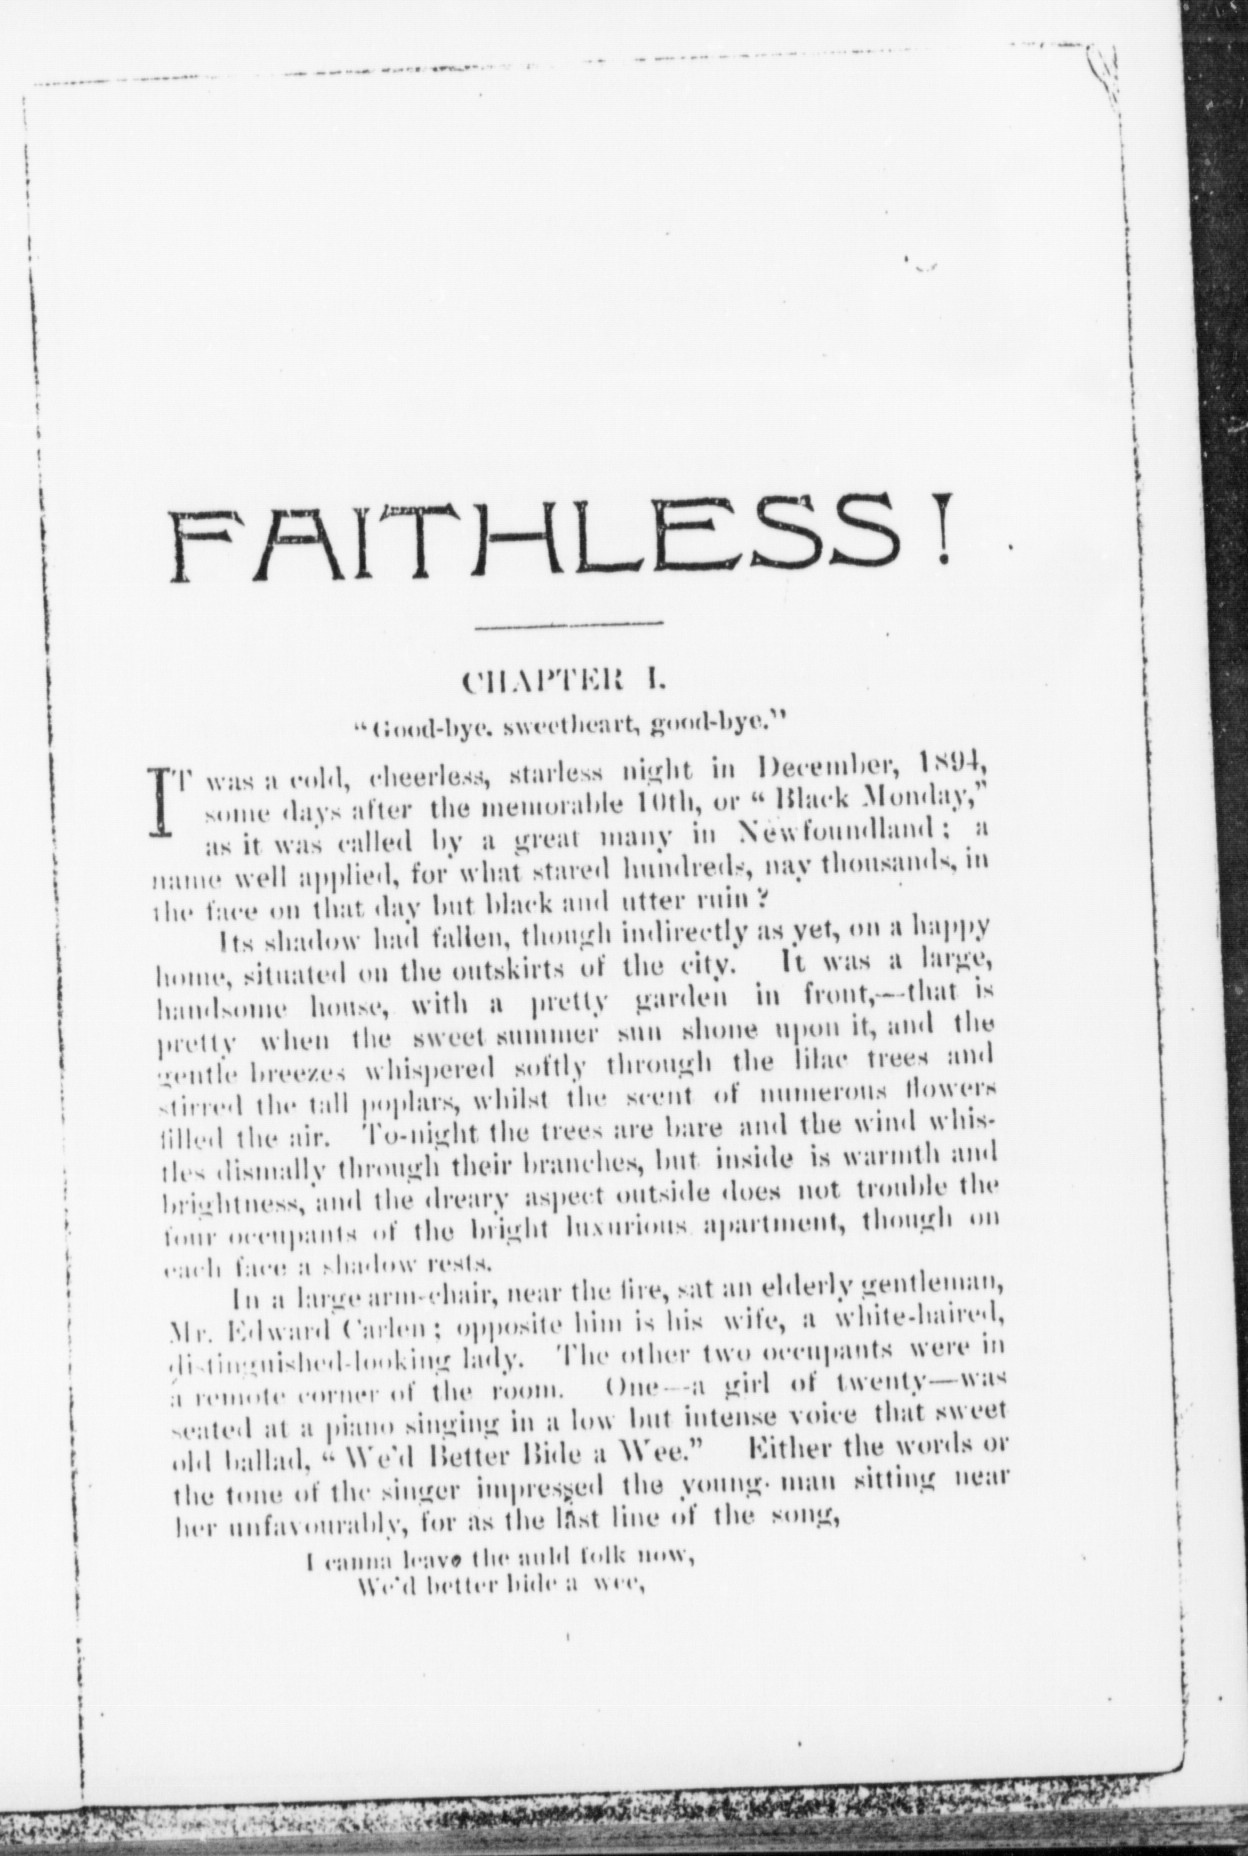 FAITHLESS!
CHAPTER I.
"Good-bye, sweetheart, good-bye."
IT was a cold, cheerless, starless night in December, 1894,
some days after the memorable 10th, or "Black Monday,"
as it was called by a great many in Newfoundland; a
name well applied, for what stared hundreds, nay thousands, in
the face on that day but black and utter ruin?
Its shadow had fallen, though indirectly as yet, on a happy
home, situated on the outskirts of the city. It was a large,
handsome house, with a pretty garden in front,—that is
pretty when the sweet summer sun shone upon it, and the
gentle breezes whispered softly through the lilac trees and
stirred the tall poplars, whilst the scent of numerous flowers
filled the air. To-night the trees are bare and the wind whis-
tles dismally through their branches, but inside is warmth and
brightness, and the dreary aspect outside does not trouble the
four occupants of the bright luxurious apartment, though on
each face a shadow rests.
In a large arm-chair, near the fire, sat an elderly gentleman,
Mr. Edward Carlen; opposite him is his wife, a white-haired,
distinguished-looking lady. The other two occupants were in
a remote corner of the room. One—a girl of twenty—was
seated at a piano singing in a low but intense voice that sweet
old ballad, "We'd Better Bide a Wee." Either the words or
the tone of the singer impressed the young man sitting near
her unfavourably, for as the last line of the song,
I canna leave the auld folk now,
We'd better bide a wee,